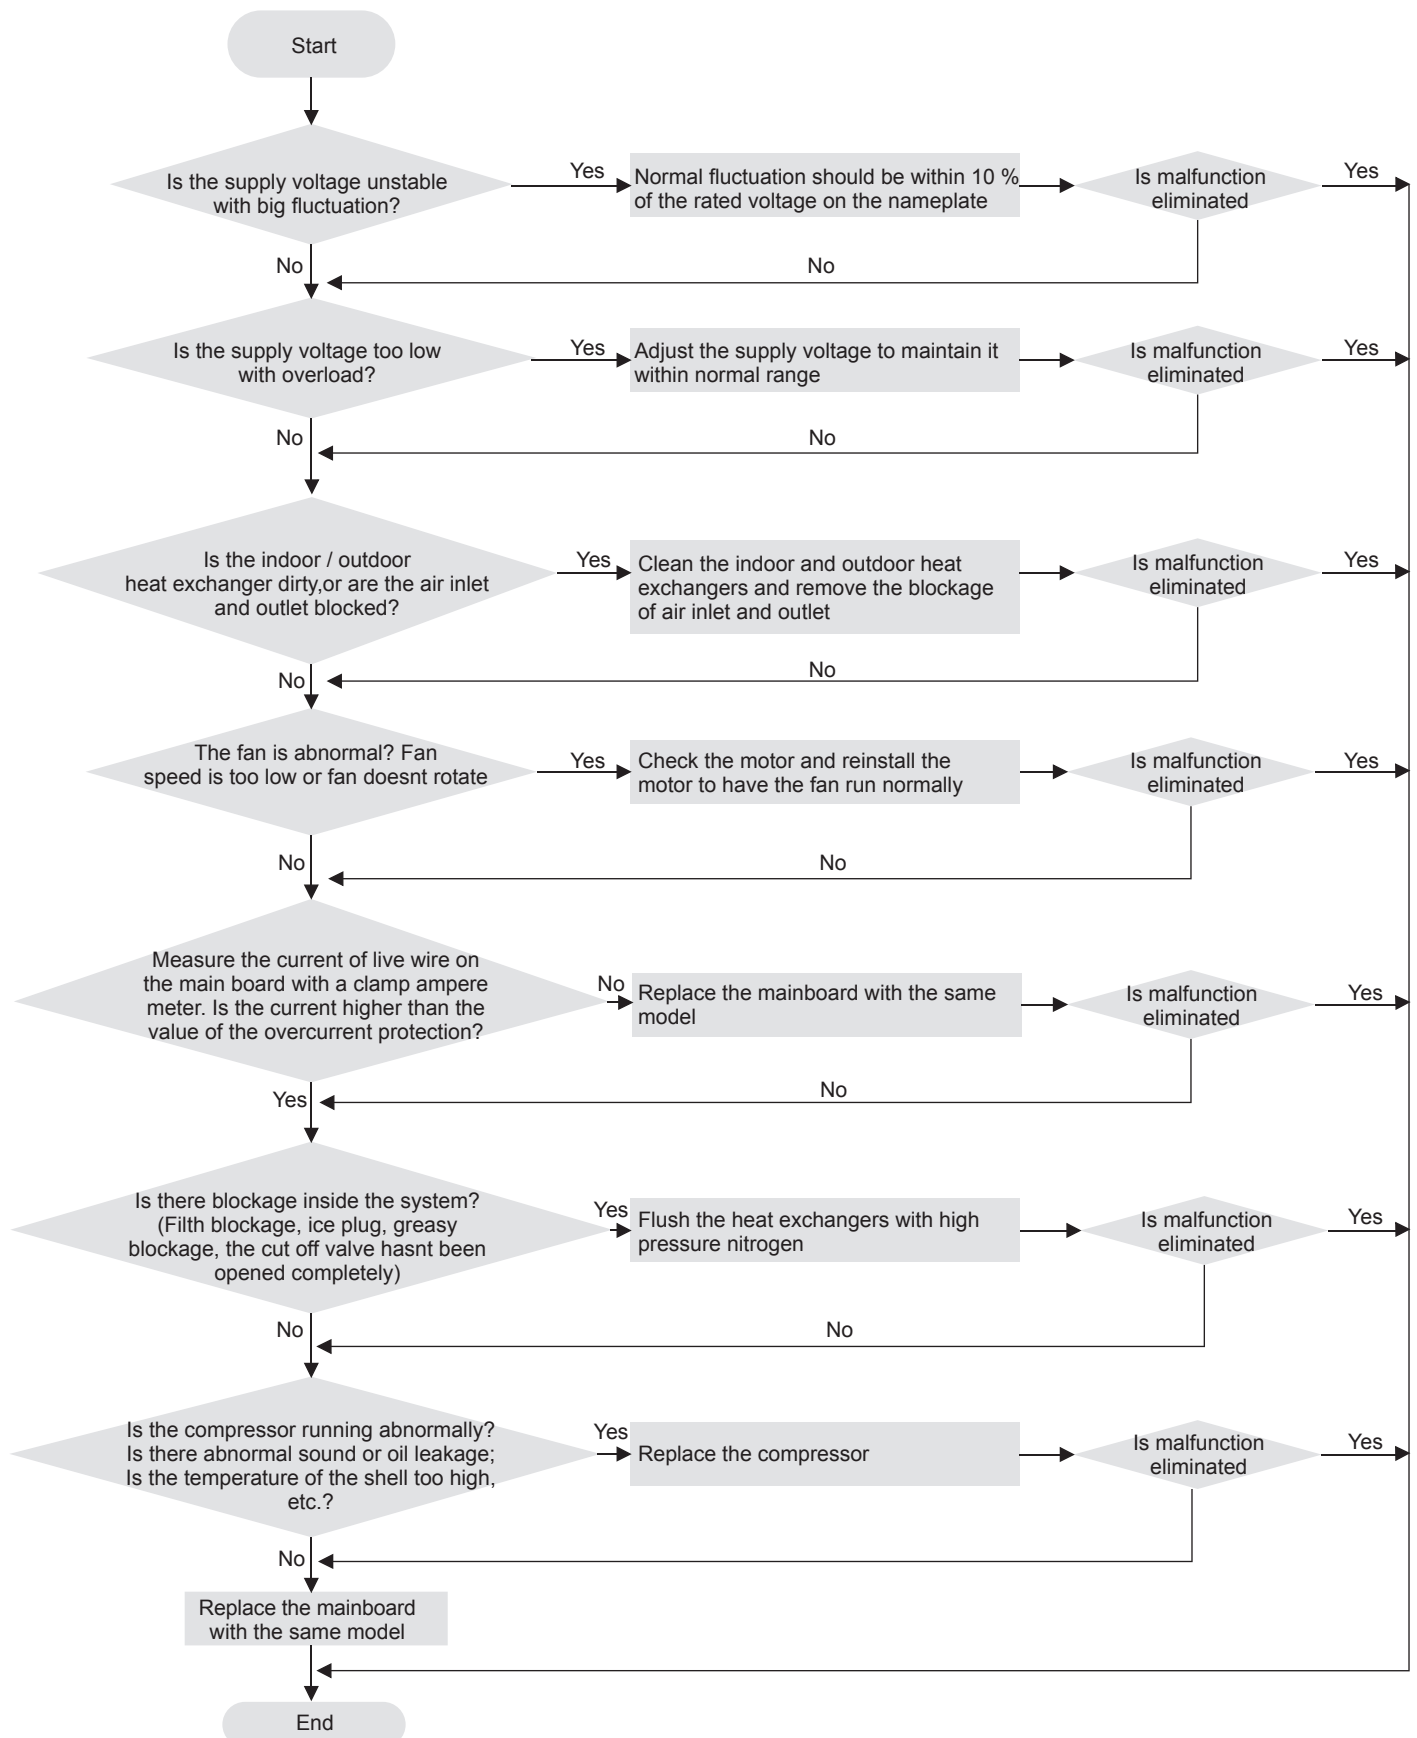 Start
Is the supply voltage unstable
with big fluctuation?
Yes
Normal fluctuation should be within 10 %
of the rated voltage on the nameplate
Is malfunction
eliminated
Yes
No
No
Is the supply voltage too low
with overload?
Yes
Adjust the supply voltage to maintain it
within normal range
Is malfunction
eliminated
Yes
No
No
Is the indoor / outdoor
heat exchanger dirty,or are the air inlet
and outlet blocked?
Yes
Clean the indoor and outdoor heat
exchangers and remove the blockage
of air inlet and outlet
Is malfunction
eliminated
Yes
No
No
The fan is abnormal? Fan
speed is too low or fan doesnt rotate
Yes
Check the motor and reinstall the
motor to have the fan run normally
Is malfunction
eliminated
Yes
No
No
Measure the current of live wire on
the main board with a clamp ampere
meter. Is the current higher than the
value of the overcurrent protection?
No
Replace the mainboard with the same
model
Is malfunction
eliminated
Yes
Yes
No
Is there blockage inside the system?
(Filth blockage, ice plug, greasy
blockage, the cut off valve hasnt been
opened completely)
Yes
Flush the heat exchangers with high
pressure nitrogen
Is malfunction
eliminated
Yes
No
No
Is the compressor running abnormally?
Is there abnormal sound or oil leakage;
Is the temperature of the shell too high,
etc.?
Yes
Replace the compressor
Is malfunction
eliminated
Yes
No
Replace the mainboard
with the same model
End